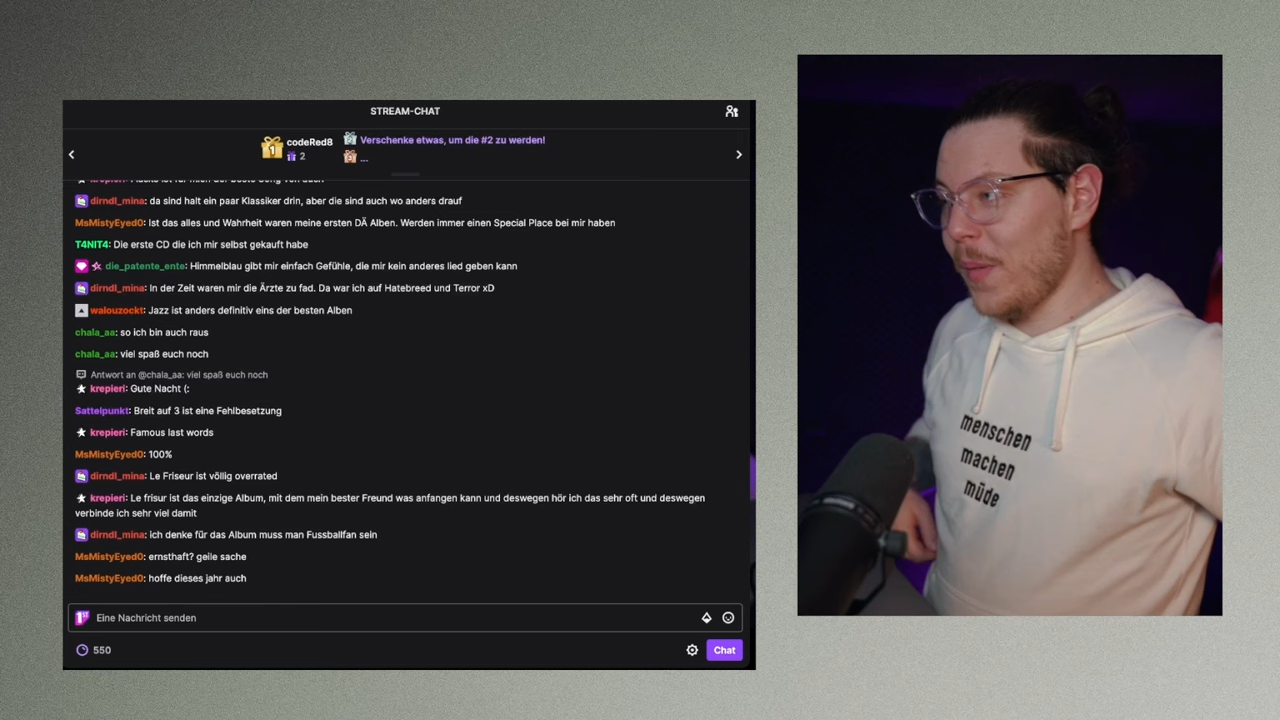 STREAM-CHAT
1 codeRed8
2
Verschenke etwas, um die #2 zu werden!
...
dirndl_mina: da sind halt ein paar Klassiker drin, aber die sind auch wo anders drauf
MsMistyEyed0: Ist das alles und Wahrheit waren meine ersten DÄ Alben. Werden immer einen Special Place bei mir haben
T4NIT4: Die erste CD die ich mir selbst gekauft habe
die_patente_ente: Himmelblau gibt mir einfach Gefühle, die mir kein anderes lied geben kann
dirndl_mina: In der Zeit waren mir die Ärzte zu fad. Da war ich auf Hatebreed und Terror xD
walouzockt: Jazz ist anders definitiv eins der besten Alben
chala_aa: so ich bin auch raus
chala_aa: viel spaß euch noch
Antwort an @chala_aa: viel spaß euch noch
krepieri: Gute Nacht (:
Sattelpunkt: Breit auf 3 ist eine Fehlbesetzung
krepieri: Famous last words
MsMistyEyed0: 100%
dirndl_mina: Le Friseur ist völlig overrated
krepieri: Le frisur ist das einzige Album, mit dem mein bester Freund was anfangen kann und deswegen hör ich das sehr oft und deswegen
verbinde ich sehr viel damit
dirndl_mina: ich denke für das Album muss man Fussballfan sein
MsMistyEyed0: ernsthaft? geile sache
MsMistyEyed0: hoffe dieses jahr auch
1ST Eine Nachricht senden
550
Chat
menschen
machen
müde